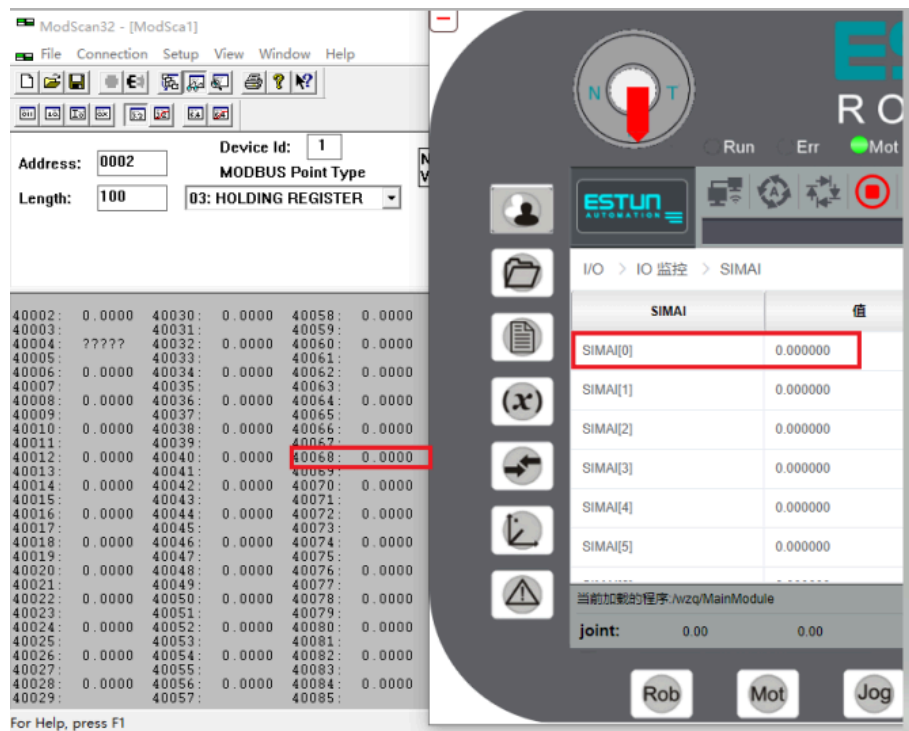 ModScan32 - [ModSca1]
File Connection Setup View Window Help
Address: 0002
Device Id: 1
MODBUS Point Type
Length: 100
03: HOLDING REGISTER
40002: 0.0000 40030: 0.0000 40058: 0.0000
40003: 40031: 40059:
40004: ????? 40032: 0.0000 40060: 0.0000
40005: 40033: 40061:
40006: 0.0000 40034: 0.0000 40062: 0.0000
40007: 40035: 40063:
40008: 0.0000 40036: 0.0000 40064: 0.0000
40009: 40037: 40065:
40010: 0.0000 40038: 0.0000 40066: 0.0000
40011: 40039: 40067:
40012: 0.0000 40040: 0.0000 40068: 0.0000
40013: 40041: 40069:
40014: 0.0000 40042: 0.0000 40070: 0.0000
40015: 40043: 40071:
40016: 0.0000 40044: 0.0000 40072: 0.0000
40017: 40045: 40073:
40018: 0.0000 40046: 0.0000 40074: 0.0000
40019: 40047: 40075:
40020: 0.0000 40048: 0.0000 40076: 0.0000
40021: 40049: 40077:
40022: 0.0000 40050: 0.0000 40078: 0.0000
40023: 40051: 40079:
40024: 0.0000 40052: 0.0000 40080: 0.0000
40025: 40053: 40081:
40026: 0.0000 40054: 0.0000 40082: 0.0000
40027: 40055: 40083:
40028: 0.0000 40056: 0.0000 40084: 0.0000
40029: 40057: 40085:
For Help, press F1
N T
ES
RO
Run Err Mot
ESTUN
AUTOMATION
I/O > IO 监控 > SIMAI
SIMAI 值
SIMAI[0] 0.000000
SIMAI[1] 0.000000
SIMAI[2] 0.000000
SIMAI[3] 0.000000
SIMAI[4] 0.000000
SIMAI[5] 0.000000
当前加载的程序:/wzq/MainModule
joint: 0.00 0.00
Rob Mot Jog